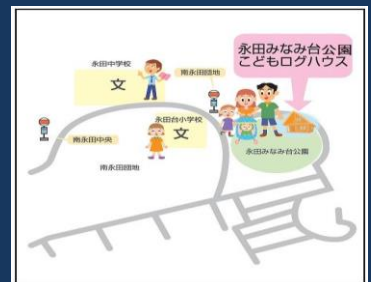 永田みなみ台公園
こどもログハウス
永田中学校
文
南永田団地
永田台小学校
文
南永田中央
南永田団地
永田みなみ台公園